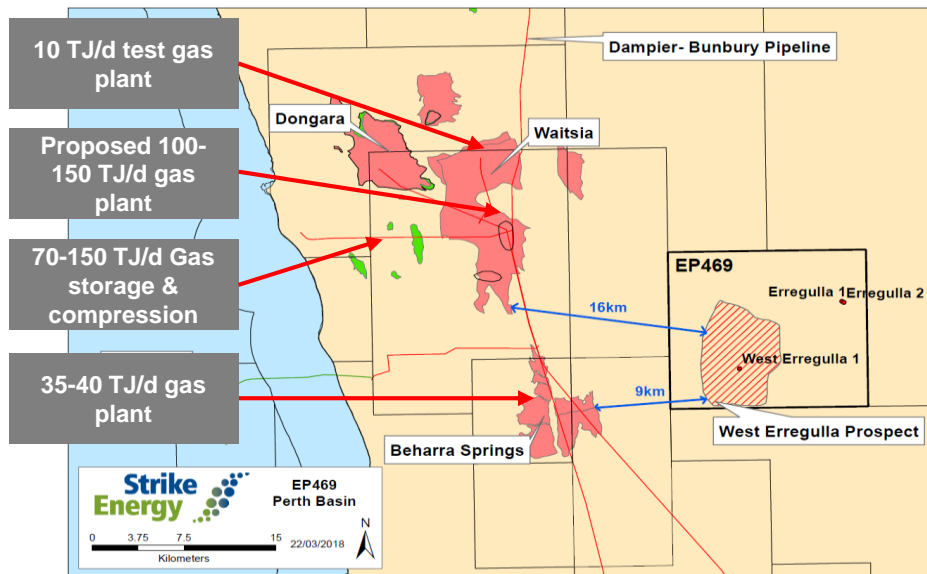 10 TJ/d test gas
plant
Proposed 100-
150 TJ/d gas
plant
70-150 TJ/d Gas
storage &
compression
35-40 TJ/d gas
plant
Dampier- Bunbury Pipeline
Dongara
Waitsia
EP469
Erregulla 1
Erregulla 2
16km
West Erregulla 1
9km
West Erregulla Prospect
Beharra Springs
Strike
Energy
EP469
Perth Basin
N
0 3.75 7.5 15
Kilometers
22/03/2018